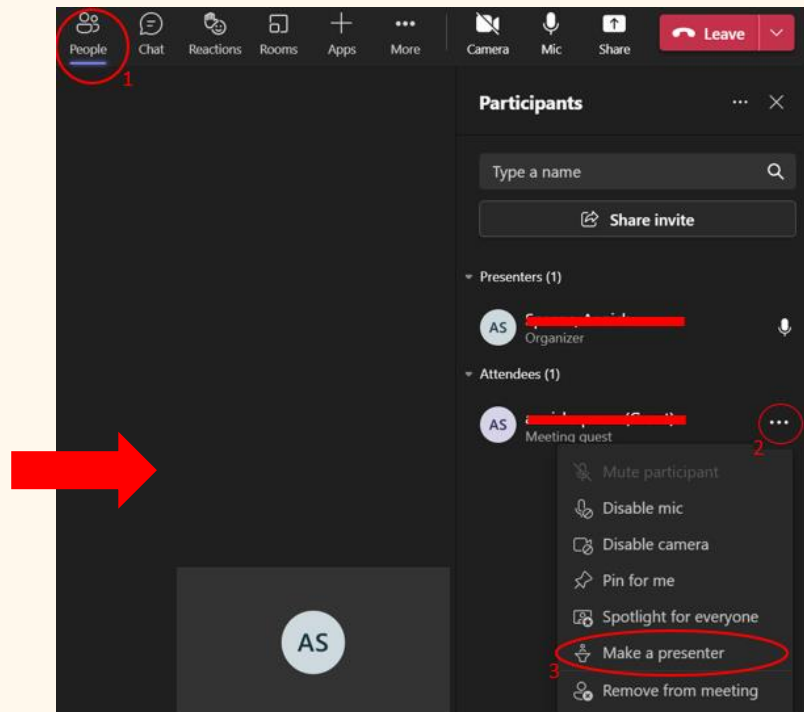 People Chat Reactions Rooms Apps More Camera Mic Share Leave
1
Participants
Type a name
Share invite
Presenters (1)
AS
Organizer
Attendees (1)
AS
Meeting guest
2
Mute participant
Disable mic
Disable camera
Pin for me
Spotlight for everyone
AS
3 Make a presenter
Remove from meeting